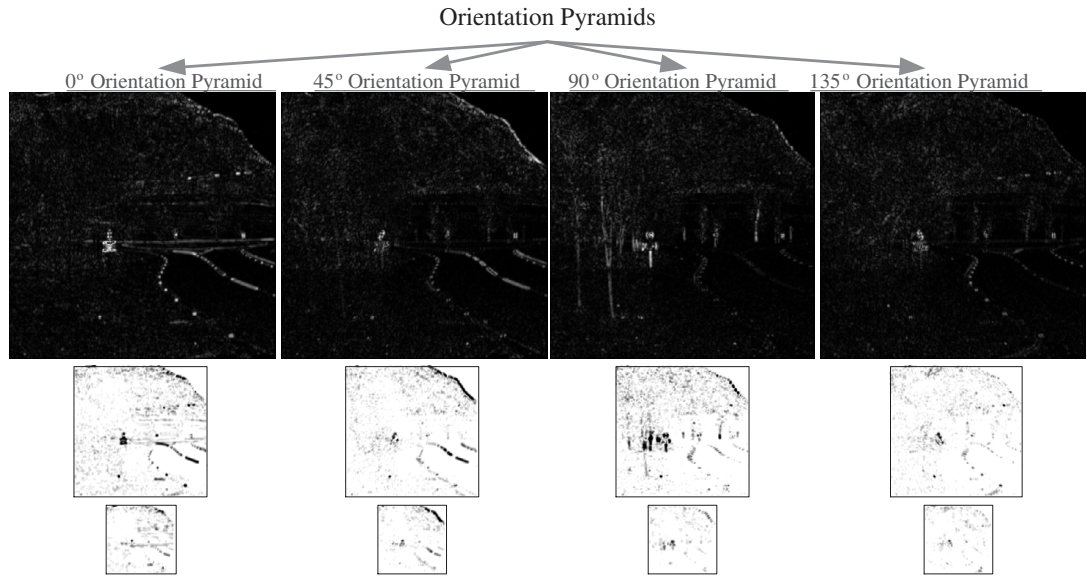 Orientation Pyramids
0° Orientation Pyramid
45° Orientation Pyramid
90° Orientation Pyramid
135° Orientation Pyramid